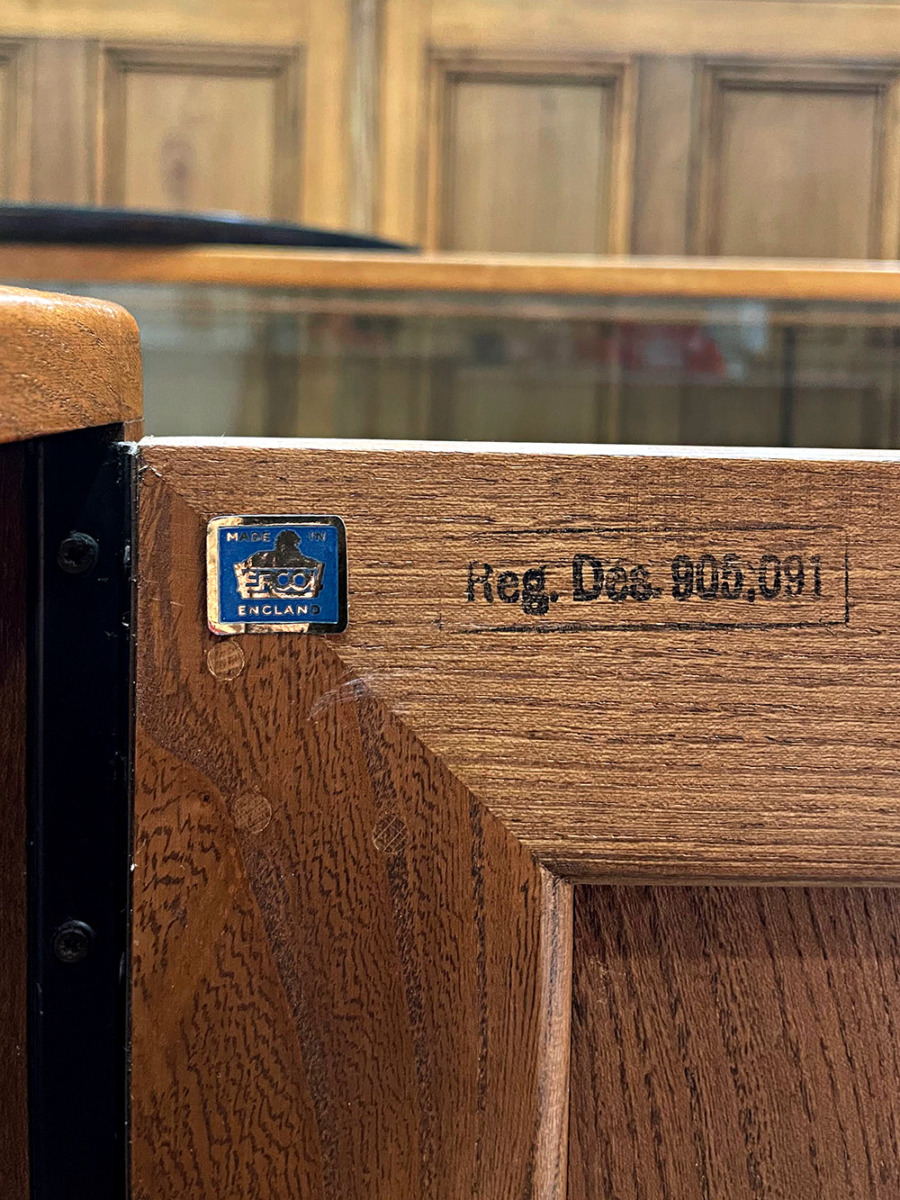 MADE IN
ERCOL
ENGLAND
Reg. Des. 905,091